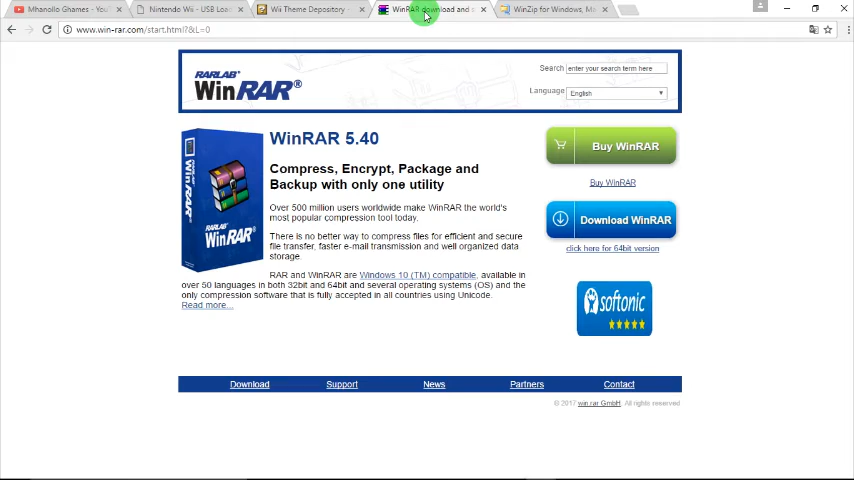 Mhanollo Ghames - You
Nintendo Wii - USB Load
Wii Theme Depository
WinRAR download and s
WinZip for Windows, Ma
www.win-rar.com/start.html?&L=0
RARLAB®
WinRAR®
Search
enter your search term here
Language
English
WinRAR 5.40
Compress, Encrypt, Package and
Backup with only one utility
Over 500 million users worldwide make WinRAR the world's
most popular compression tool today.
There is no better way to compress files for efficient and secure
file transfer, faster e-mail transmission and well organized data
storage.
RAR and WinRAR are Windows 10 (TM) compatible, available in
over 50 languages in both 32bit and 64bit and several operating systems (OS) and the
only compression software that is fully accepted in all countries using Unicode.
Read more...
WinRAR
WinRAR®
Buy WinRAR
Buy WinRAR
Download WinRAR
click here for 64bit version
softonic
Download
Support
News
Partners
Contact
© 2017 win.rar GmbH. All rights reserved